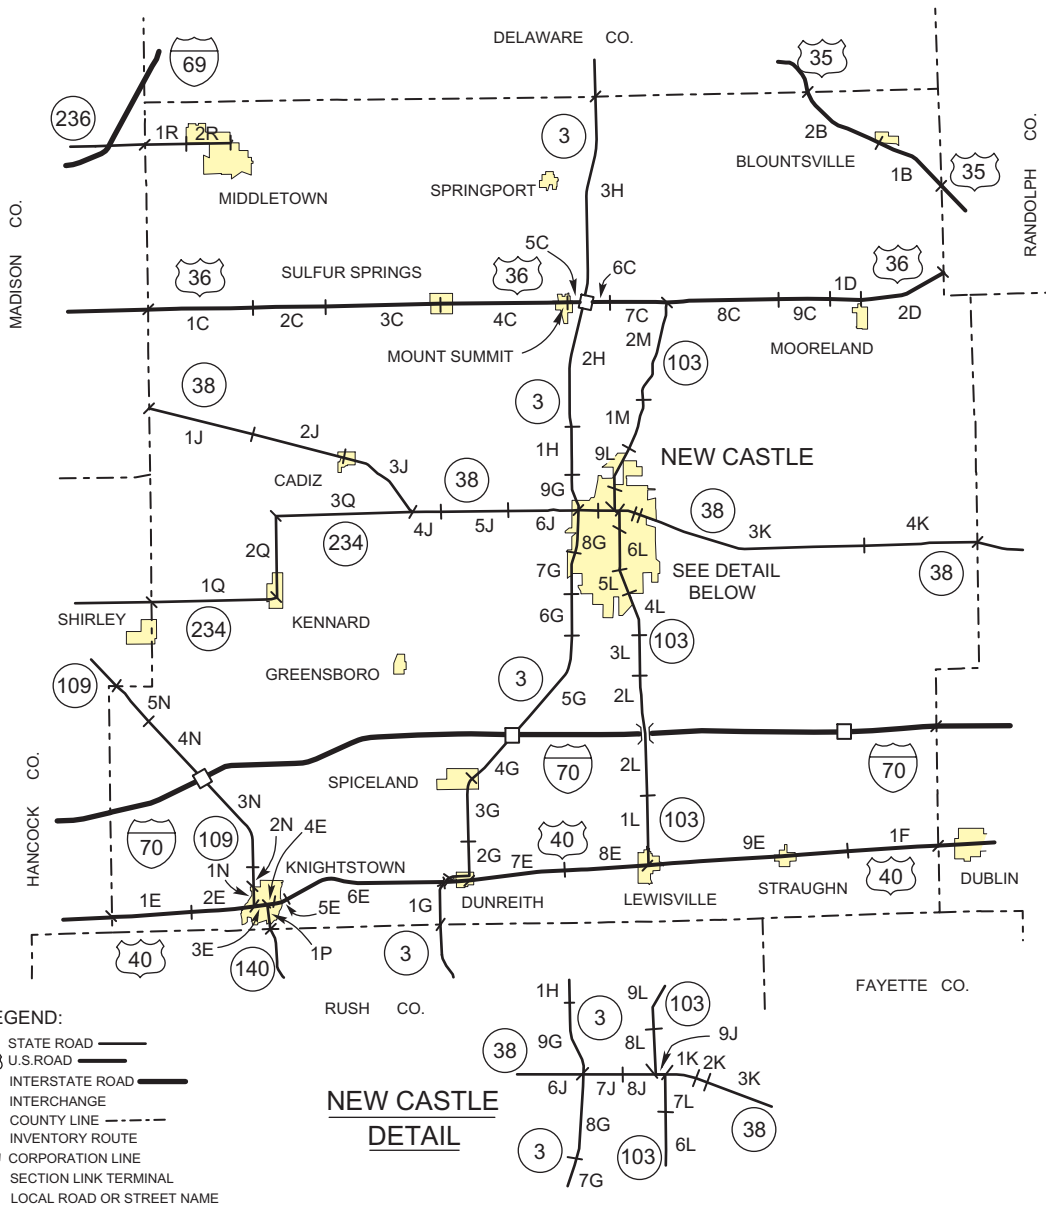 DELAWARE CO.
69
35
236
1R 2R
3
2B
BLOUNTSVILLE
RANDOLPH CO.
MIDDLETOWN
SPRINGPORT
3H
1B
35
MADISON CO.
5C
36
SULFUR SPRINGS
36
6C
36
1D
1C 2C 3C 4C 7C 8C 9C 2D
MOUNT SUMMIT
2H
2M
103
MOORELAND
38
3
1J 2J
1M
CADIZ
3J
38
1H
9L
NEW CASTLE
3Q
9G
38
234
4J 5J 6J
3K 4K
2Q
8G 6L
38
1Q
7G
5L
SEE DETAIL
BELOW
SHIRLEY
234
KENNARD
6G
4L
103
GREENSBORO
3L
109
3
5N
5G
2L
4N
HANCOCK CO.
SPICELAND
4G
70
2L
70
3N
3G
70
109
2N 4E
40
1L
103
1N
KNIGHTSTOWN
2G 7E 8E 9E 1F
40
DUBLIN
1E 2E
6E
5E
1G
DUNREITH
LEWISVILLE
STRAUGHN
40
3E
140
1P
3
RUSH CO.
FAYETTE CO.
1H
9L
103
3
9J
38
9G
8L
1K 2K
6J 7J 8J
3K
NEW CASTLE
DETAIL
8G
7L
38
3
103
6L
7G
EGEND:
STATE ROAD
U.S.ROAD
INTERSTATE ROAD
INTERCHANGE
COUNTY LINE
INVENTORY ROUTE
CORPORATION LINE
SECTION LINK TERMINAL
LOCAL ROAD OR STREET NAME